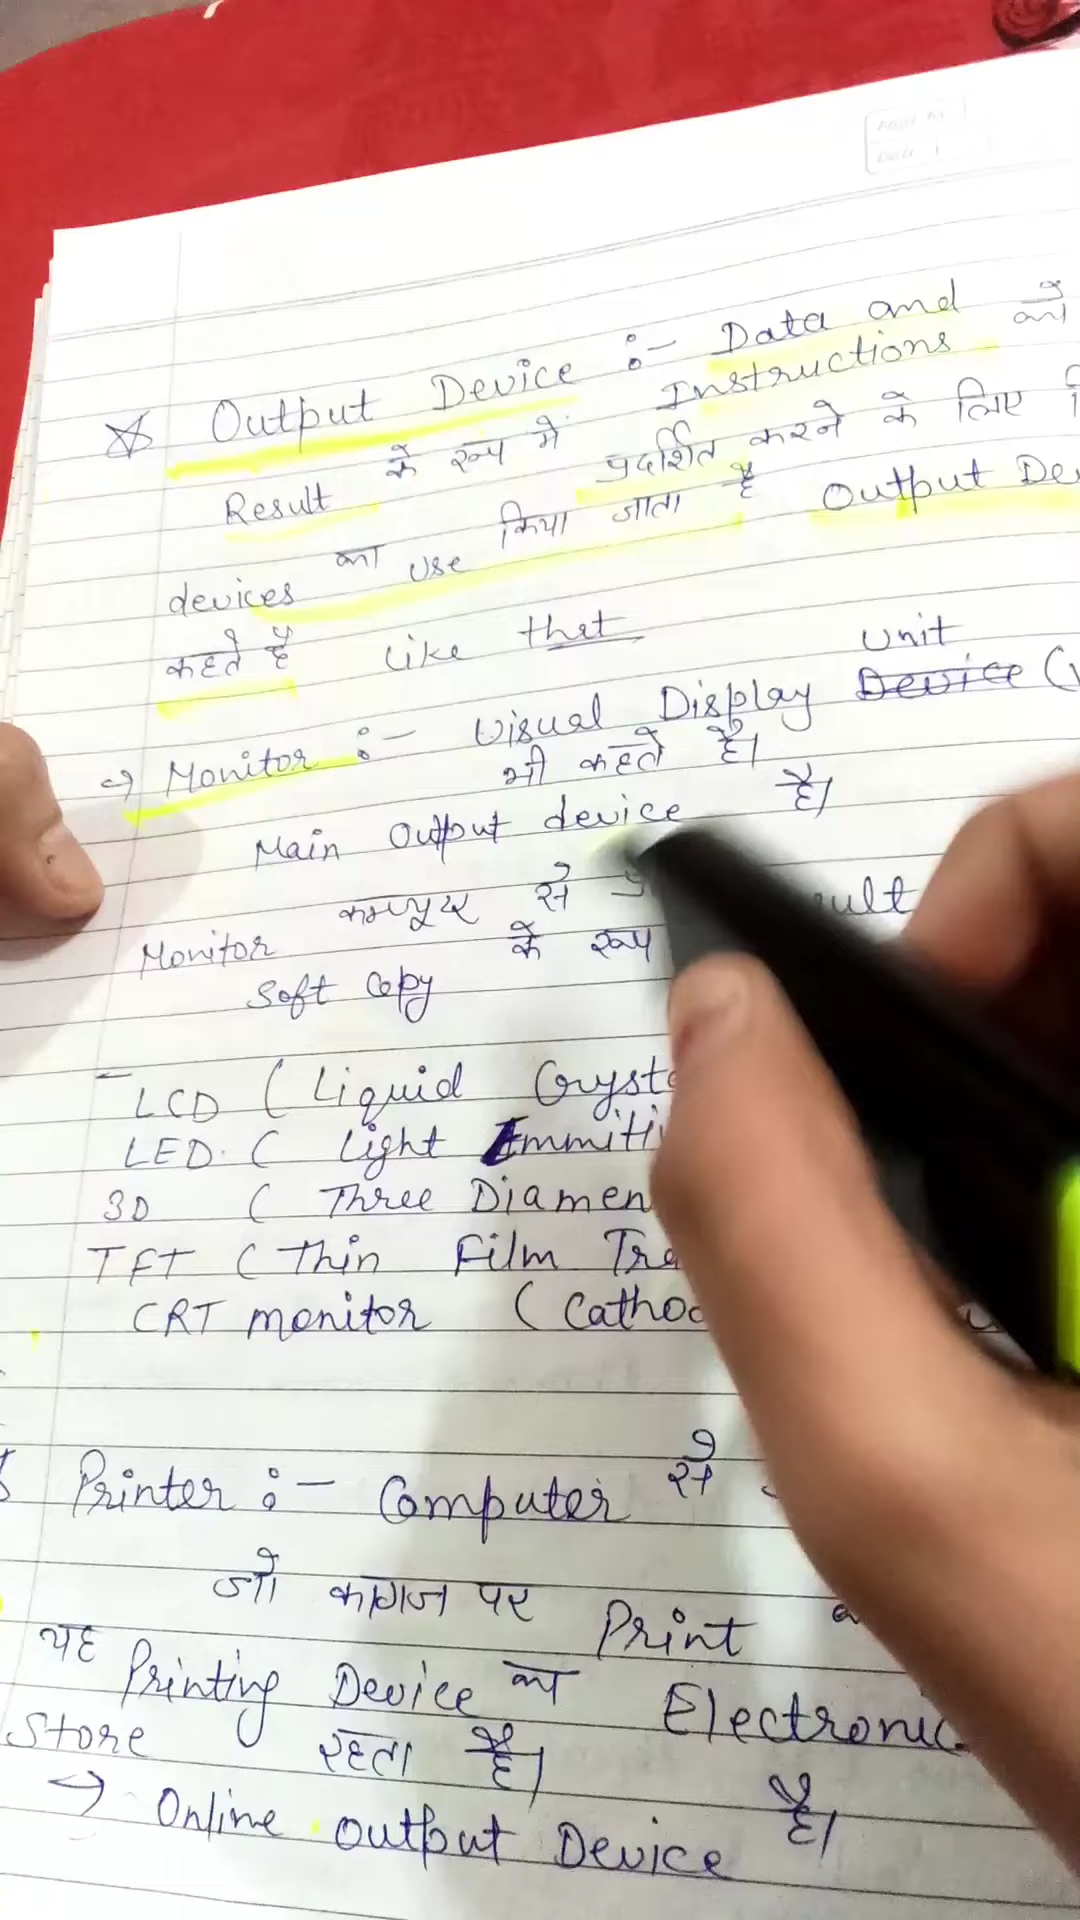 Output Device :- Data and Instructions को
Result के रूप में प्रदर्शित करने के लिए
devices का use किया जाता है Output De
कहते है Like that
Unit
→ Monitor :- Visual Display Device (
भी कहते है।
Main Output device है।
Monitor कम्प्यूटर से
Soft Copy के रूप
LCD ( Liquid Cryst
LED. ( Light Emmiti
3D ( Three Diamen
TFT ( Thin Film Tra
CRT monitor ( Catho
Printer :- Computer से
जो कागज पर Print
यह Printing Device का Electronic
Store रहता है।
→ Online Output Device है।